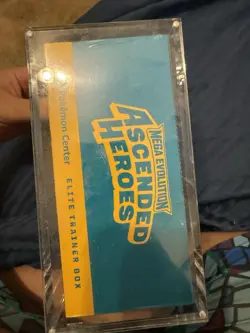 MEGA EVOLUTION
ASCENDED
HEROES
Pokémon Center
ELITE TRAINER BOX